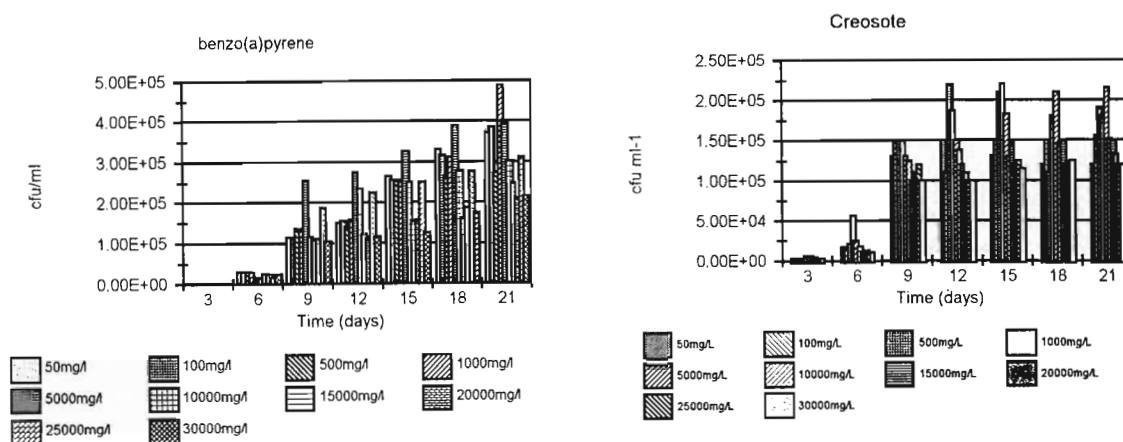 benzo(a)pyrene
cfu/ml
5.00E+05
4.00E+05
3.00E+05
2.00E+05
1.00E+05
0.00E+00
3 6 9 12 15 18 21
Time (days)
50mg/l 100mg/l 500mg/l 1000mg/l
5000mg/l 10000mg/l 15000mg/l 20000mg/l
25000mg/l 30000mg/l
Creosote
cfu ml-1
2.50E+05
2.00E+05
1.50E+05
1.00E+05
5.00E+04
0.00E+00
3 6 9 12 15 18 21
Time (days)
50mg/L 100mg/L 500mg/L 1000mg/L
5000mg/L 10000mg/L 15000mg/L 20000mg/L
25000mg/L 30000mg/L